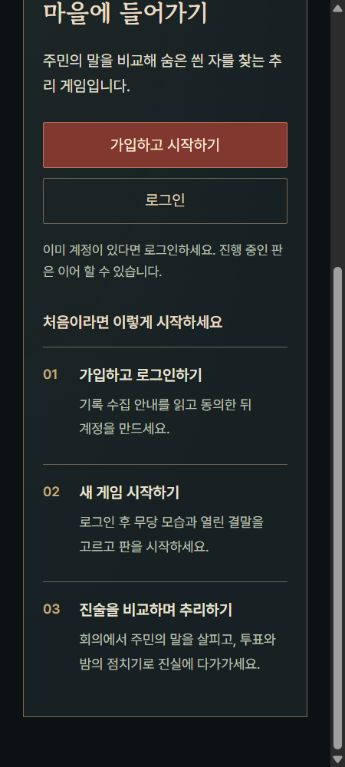 마을에 들어가기
주민의 말을 비교해 숨은 씐 자를 찾는 추
리 게임입니다.
가입하고 시작하기
로그인
이미 계정이 있다면 로그인하세요. 진행 중인 판
은 이어 할 수 있습니다.
처음이라면 이렇게 시작하세요
01 가입하고 로그인하기
기록 수집 안내를 읽고 동의한 뒤
계정을 만드세요.
02 새 게임 시작하기
로그인 후 무당 모습과 열린 결말을
고르고 판을 시작하세요.
03 진술을 비교하며 추리하기
회의에서 주민의 말을 살피고, 투표와
밤의 점치기로 진실에 다가가세요.